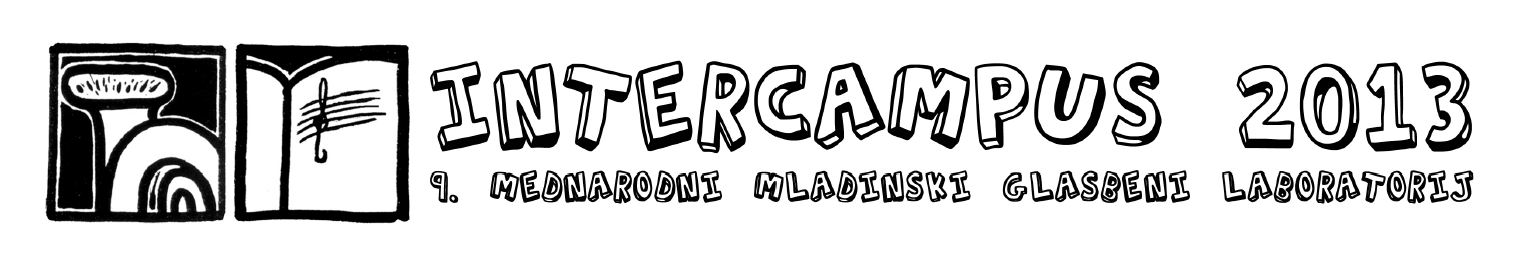 INTERCAMPUS 2013
9. MEDNARODNI MLADINSKI GLASBENI LABORATORIJ